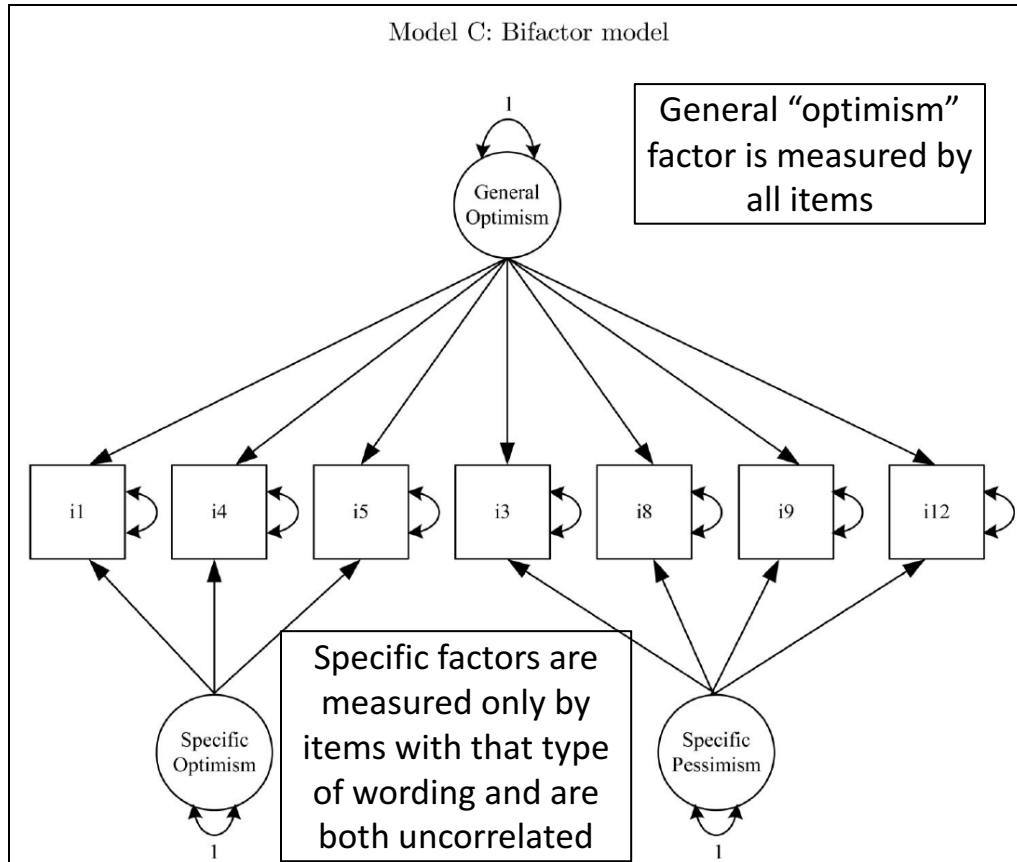 Model C: Bifactor model
1
General “optimism”
factor is measured by
all items
General
Optimism
i1
i4
i5
i3
i8
i9
i12
Specific factors are
measured only by
items with that type
of wording and are
both uncorrelated
Specific
Optimism
1
Specific
Pessimism
1